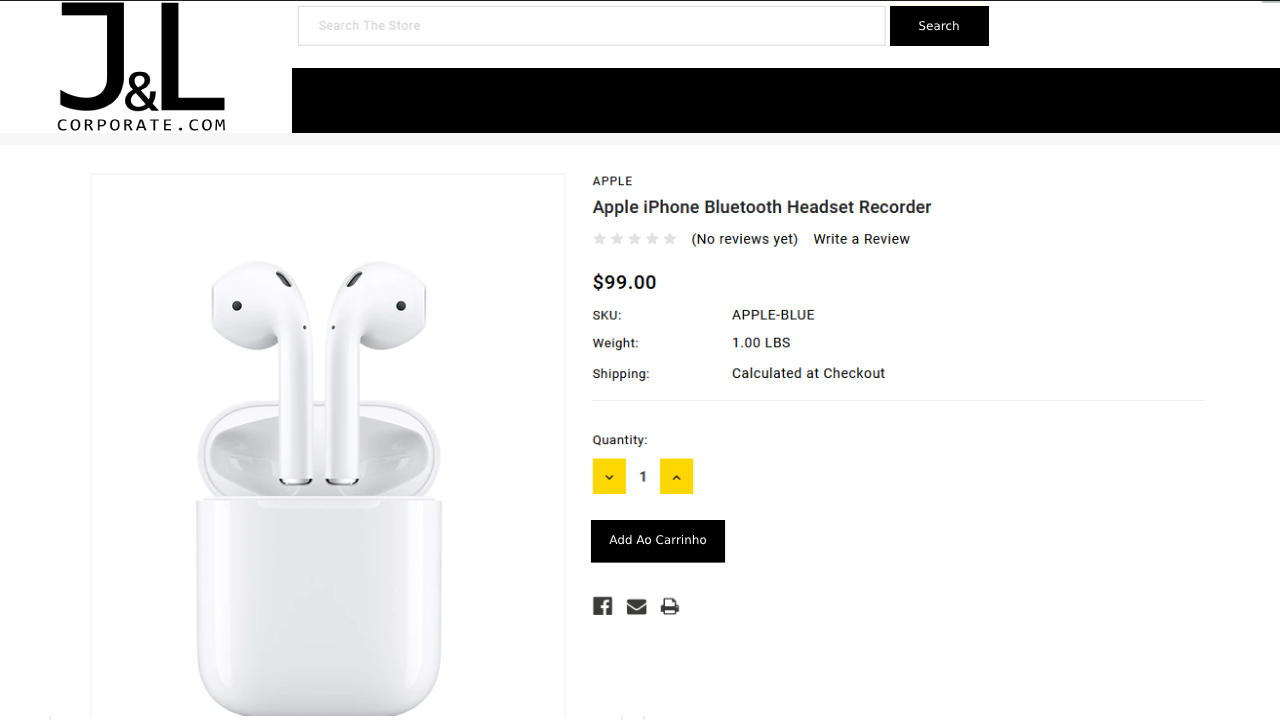 J&L
CORPORATE.COM
Search The Store
Search
APPLE
Apple iPhone Bluetooth Headset Recorder
(No reviews yet) Write a Review
$99.00
SKU: APPLE-BLUE
Weight: 1.00 LBS
Shipping: Calculated at Checkout
Quantity:
1
Add Ao Carrinho